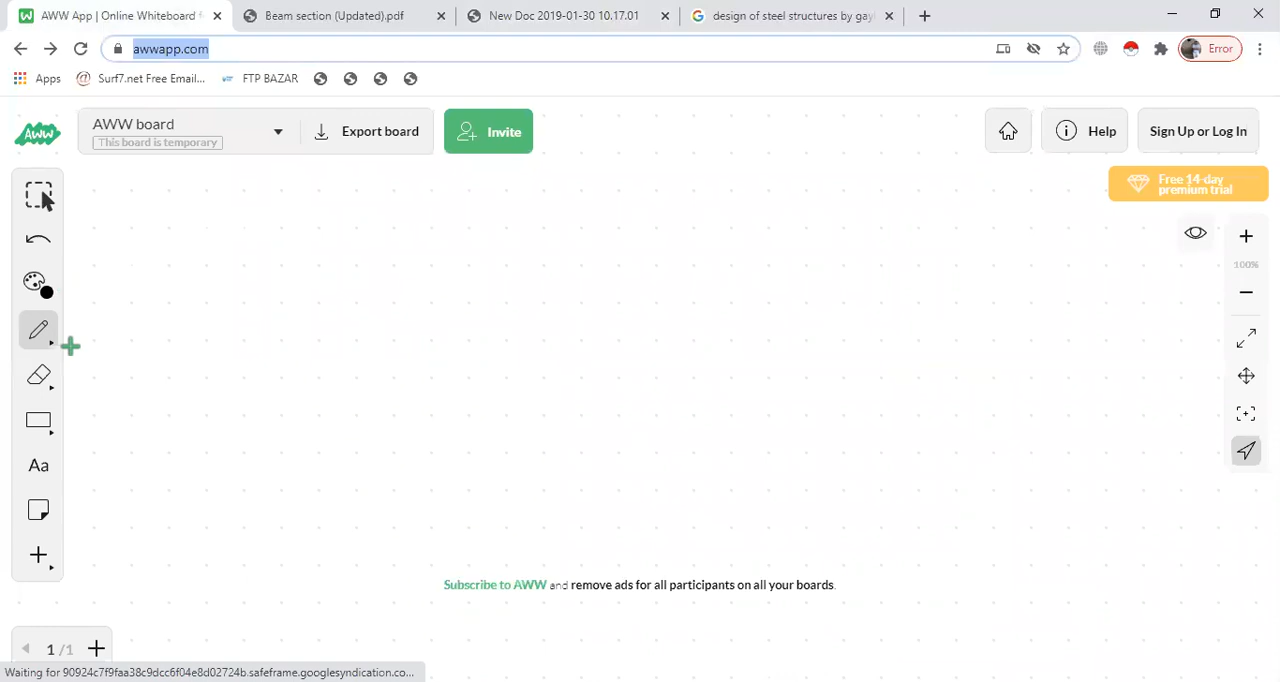 AWW App | Online Whiteboard f
Beam section (Updated).pdf
New Doc 2019-01-30 10.17.01
design of steel structures by gayl
awwapp.com
Error
Apps
Surf7.net Free Email...
FTP BAZAR
AWW
AWW board
This board is temporary
Export board
Invite
Help
Sign Up or Log In
Free 14-day
premium trial
100%
Aa
Subscribe to AWW and remove ads for all participants on all your boards.
1 /1
Waiting for 90924c7f9faa38c9dcc6f04e8d02724b.safeframe.googlesyndication.co...